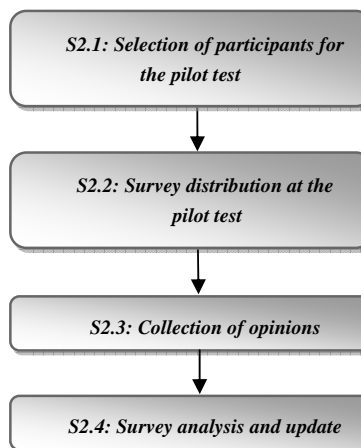 S2.1: Selection of participants for
the pilot test
S2.2: Survey distribution at the
pilot test
S2.3: Collection of opinions
S2.4: Survey analysis and update